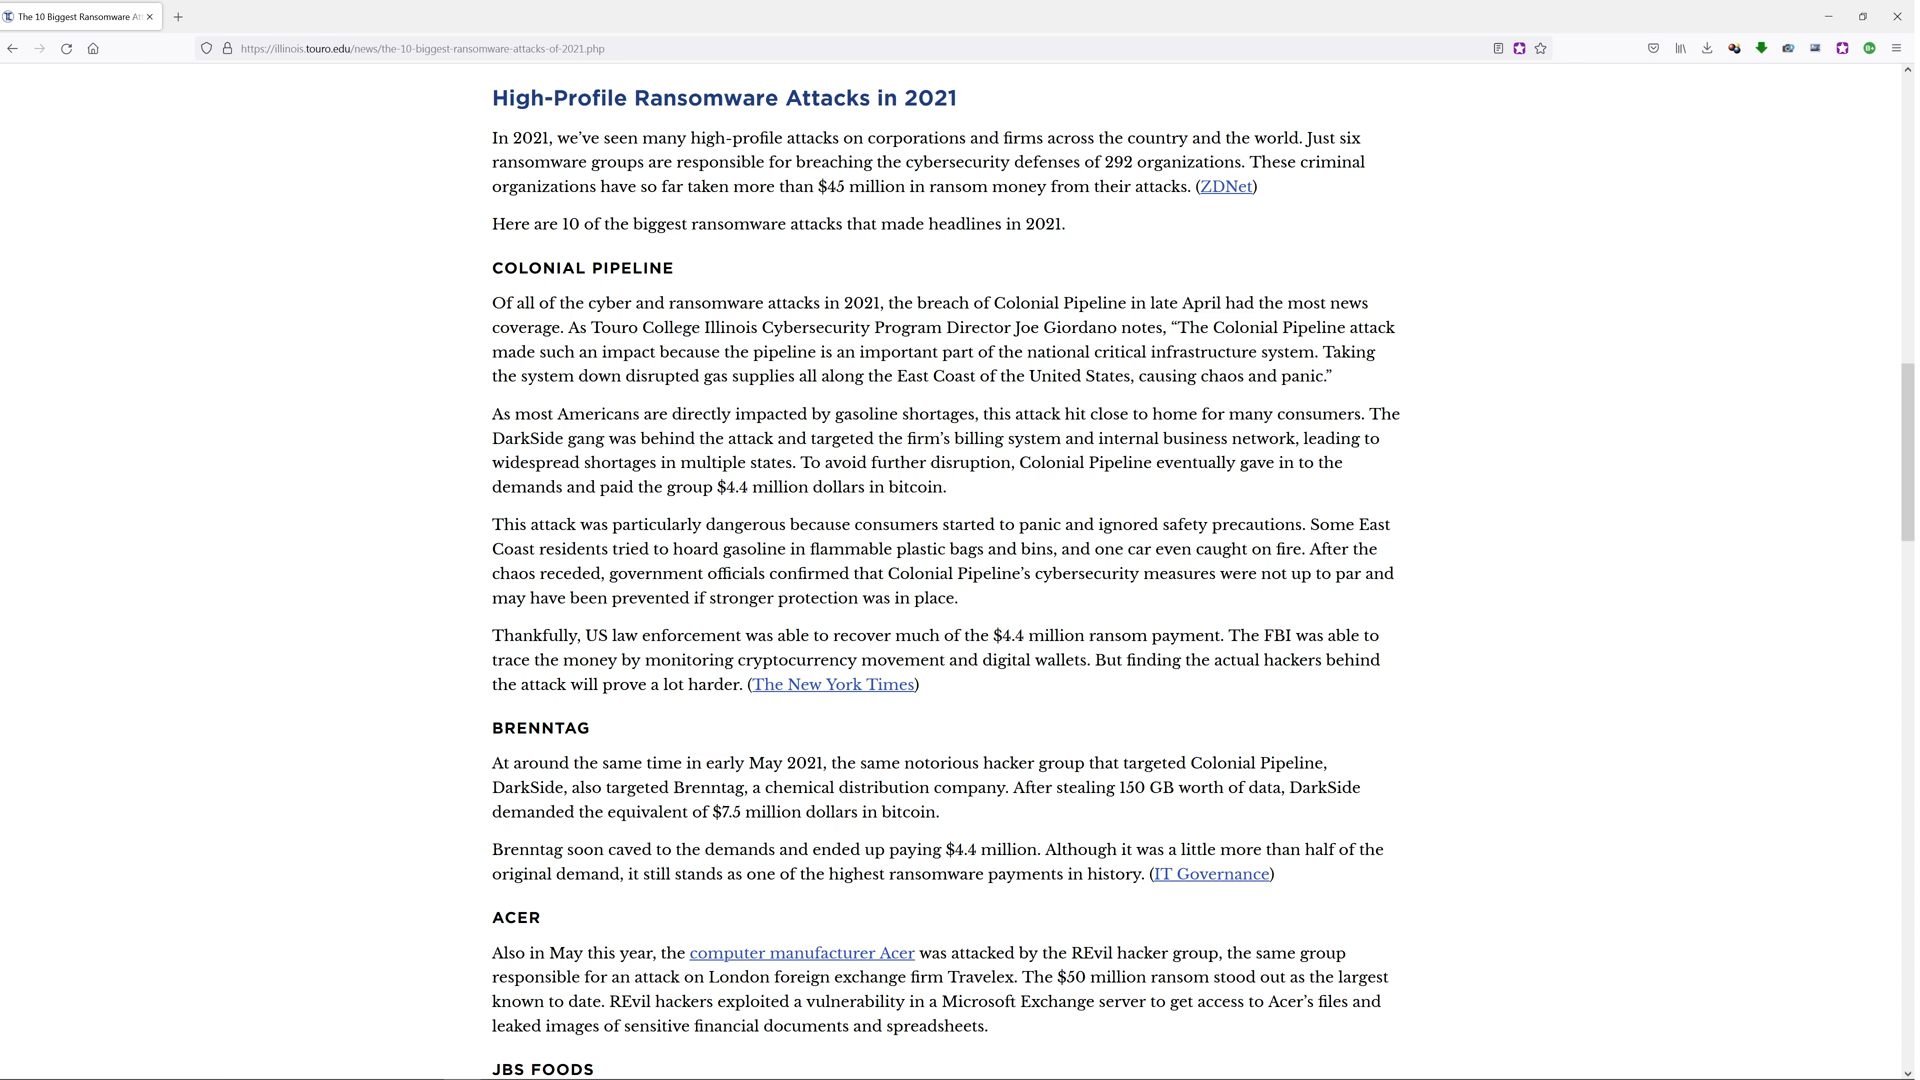 The 10 Biggest Ransomware At
https://illinois.touro.edu/news/the-10-biggest-ransomware-attacks-of-2021.php
High-Profile Ransomware Attacks in 2021
In 2021, we’ve seen many high-profile attacks on corporations and firms across the country and the world. Just six
ransomware groups are responsible for breaching the cybersecurity defenses of 292 organizations. These criminal
organizations have so far taken more than $45 million in ransom money from their attacks. (ZDNet)
Here are 10 of the biggest ransomware attacks that made headlines in 2021.
COLONIAL PIPELINE
Of all of the cyber and ransomware attacks in 2021, the breach of Colonial Pipeline in late April had the most news
coverage. As Touro College Illinois Cybersecurity Program Director Joe Giordano notes, “The Colonial Pipeline attack
made such an impact because the pipeline is an important part of the national critical infrastructure system. Taking
the system down disrupted gas supplies all along the East Coast of the United States, causing chaos and panic.”
As most Americans are directly impacted by gasoline shortages, this attack hit close to home for many consumers. The
DarkSide gang was behind the attack and targeted the firm’s billing system and internal business network, leading to
widespread shortages in multiple states. To avoid further disruption, Colonial Pipeline eventually gave in to the
demands and paid the group $4.4 million dollars in bitcoin.
This attack was particularly dangerous because consumers started to panic and ignored safety precautions. Some East
Coast residents tried to hoard gasoline in flammable plastic bags and bins, and one car even caught on fire. After the
chaos receded, government officials confirmed that Colonial Pipeline’s cybersecurity measures were not up to par and
may have been prevented if stronger protection was in place.
Thankfully, US law enforcement was able to recover much of the $4.4 million ransom payment. The FBI was able to
trace the money by monitoring cryptocurrency movement and digital wallets. But finding the actual hackers behind
the attack will prove a lot harder. (The New York Times)
BRENNTAG
At around the same time in early May 2021, the same notorious hacker group that targeted Colonial Pipeline,
DarkSide, also targeted Brenntag, a chemical distribution company. After stealing 150 GB worth of data, DarkSide
demanded the equivalent of $7.5 million dollars in bitcoin.
Brenntag soon caved to the demands and ended up paying $4.4 million. Although it was a little more than half of the
original demand, it still stands as one of the highest ransomware payments in history. (IT Governance)
ACER
Also in May this year, the computer manufacturer Acer was attacked by the REvil hacker group, the same group
responsible for an attack on London foreign exchange firm Travelex. The $50 million ransom stood out as the largest
known to date. REvil hackers exploited a vulnerability in a Microsoft Exchange server to get access to Acer’s files and
leaked images of sensitive financial documents and spreadsheets.
JBS FOODS